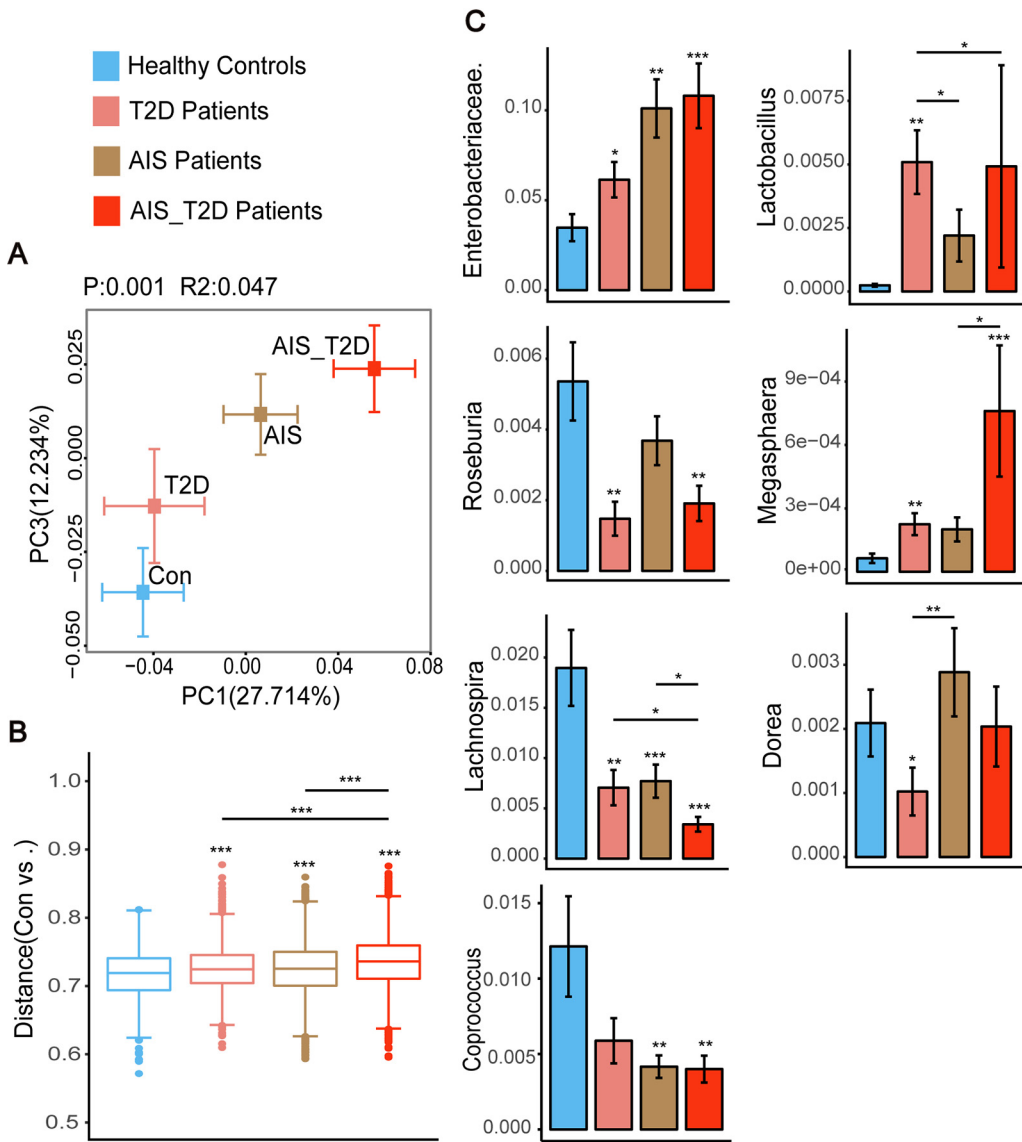 Healthy Controls
T2D Patients
AIS Patients
AIS_T2D Patients
A
P:0.001 R2:0.047
PC3(12.234%)
0.025
0.000
−0.025
−0.050
AIS_T2D
AIS
T2D
Con
−0.04
0.00
0.04
0.08
PC1(27.714%)
B
Distance(Con vs .)
1.0
0.9
0.8
0.7
0.6
0.5
***
***
***
***
***
C
Enterobacteriaceae.
0.10
0.05
0.00
*
**
***
Lactobacillus
0.0075
0.0050
0.0025
0.0000
*
*
**
Roseburia
0.006
0.004
0.002
0.000
**
**
Megasphaera
9e−04
6e−04
3e−04
0e+00
*
***
**
Lachnospira
0.020
0.015
0.010
0.005
0.000
*
*
**
***
***
Dorea
0.003
0.002
0.001
0.000
**
*
Coprococcus
0.015
0.010
0.005
0.000
**
**